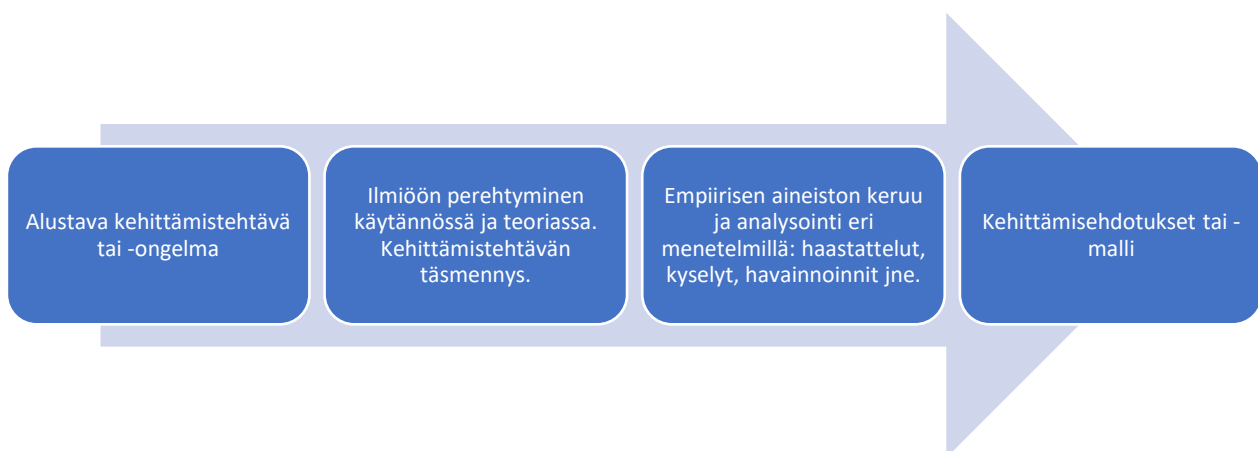 Alustava kehittämistehtävä
tai -ongelma
Ilmiöön perehtyminen
käytännössä ja teoriassa.
Kehittämistehtävän
täsmennys.
Empiirisen aineiston keruu
ja analysointi eri
menetelmillä: haastattelut,
kyselyt, havainnoinnit jne.
Kehittämisehdotukset tai -
malli